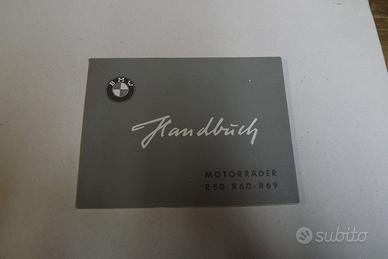 BMW
Handbuch
MOTORRÄDER
R50·R60·R69
subito